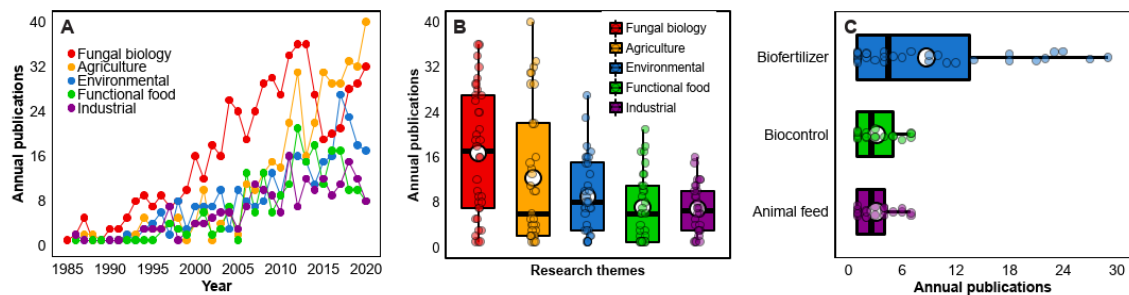 A
Fungal biology
Agriculture
Environmental
Functional food
Industrial
Annual publications
40
32
24
16
8
0
1985 1990 1995 2000 2005 2010 2015 2020
Year
B
Fungal biology
Agriculture
Environmental
Functional food
Industrial
Annual publications
40
32
24
16
8
0
Research themes
C
Biofertilizer
Biocontrol
Animal feed
0 6 12 18 24 30
Annual publications